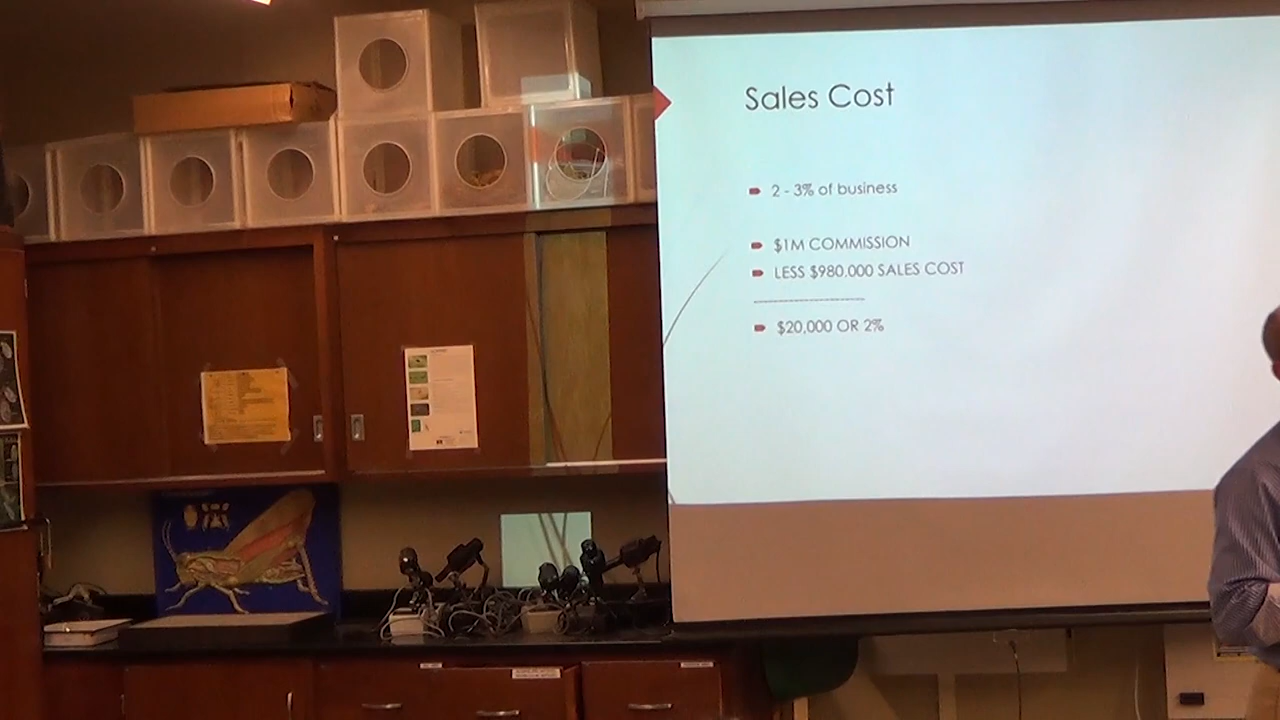 Sales Cost
2 - 3% of business
$1M COMMISSION
LESS $980,000 SALES COST
--------------------
$20,000 OR 2%